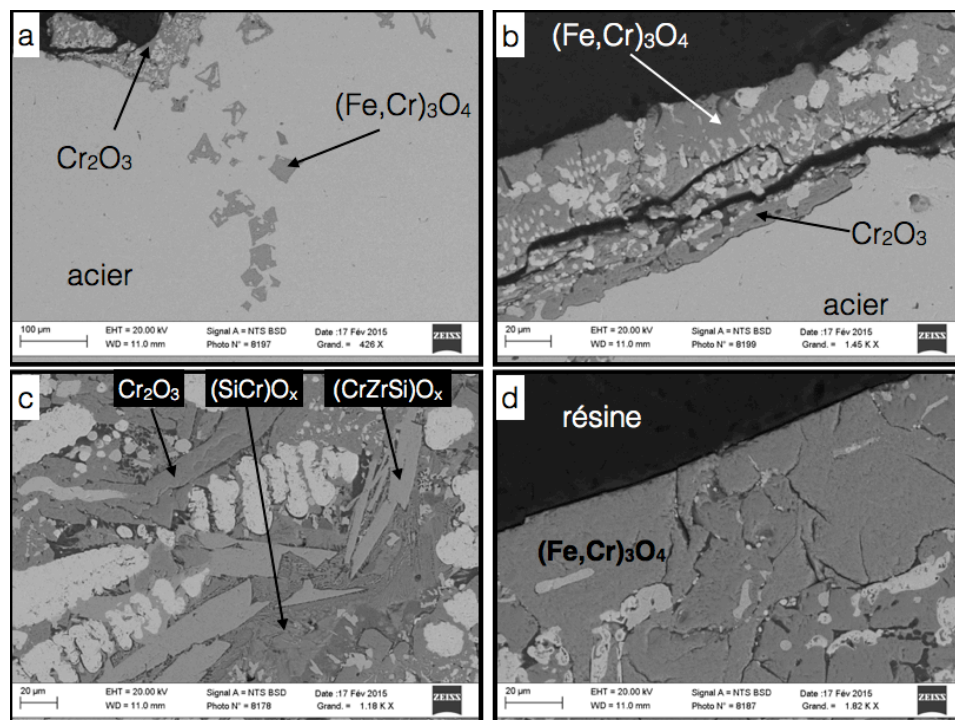 a
Cr₂O₃
(Fe,Cr)₃O₄
acier
100 µm
EHT = 20.00 kV
WD = 11.0 mm
Signal A = NTS BSD
Photo N° = 8197
Date :17 Fév 2015
Grand. = 426 X
ZEISS
b
(Fe,Cr)₃O₄
Cr₂O₃
acier
20 µm
EHT = 20.00 kV
WD = 11.0 mm
Signal A = NTS BSD
Photo N° = 8199
Date :17 Fév 2015
Grand. = 1.45 K X
ZEISS
c
Cr₂O₃
(SiCr)Oₓ
(CrZrSi)Oₓ
20 µm
EHT = 20.00 kV
WD = 11.0 mm
Signal A = NTS BSD
Photo N° = 8178
Date :17 Fév 2015
Grand. = 1.18 K X
ZEISS
d
résine
(Fe,Cr)₃O₄
20 µm
EHT = 20.00 kV
WD = 11.0 mm
Signal A = NTS BSD
Photo N° = 8187
Date :17 Fév 2015
Grand. = 1.82 K X
ZEISS